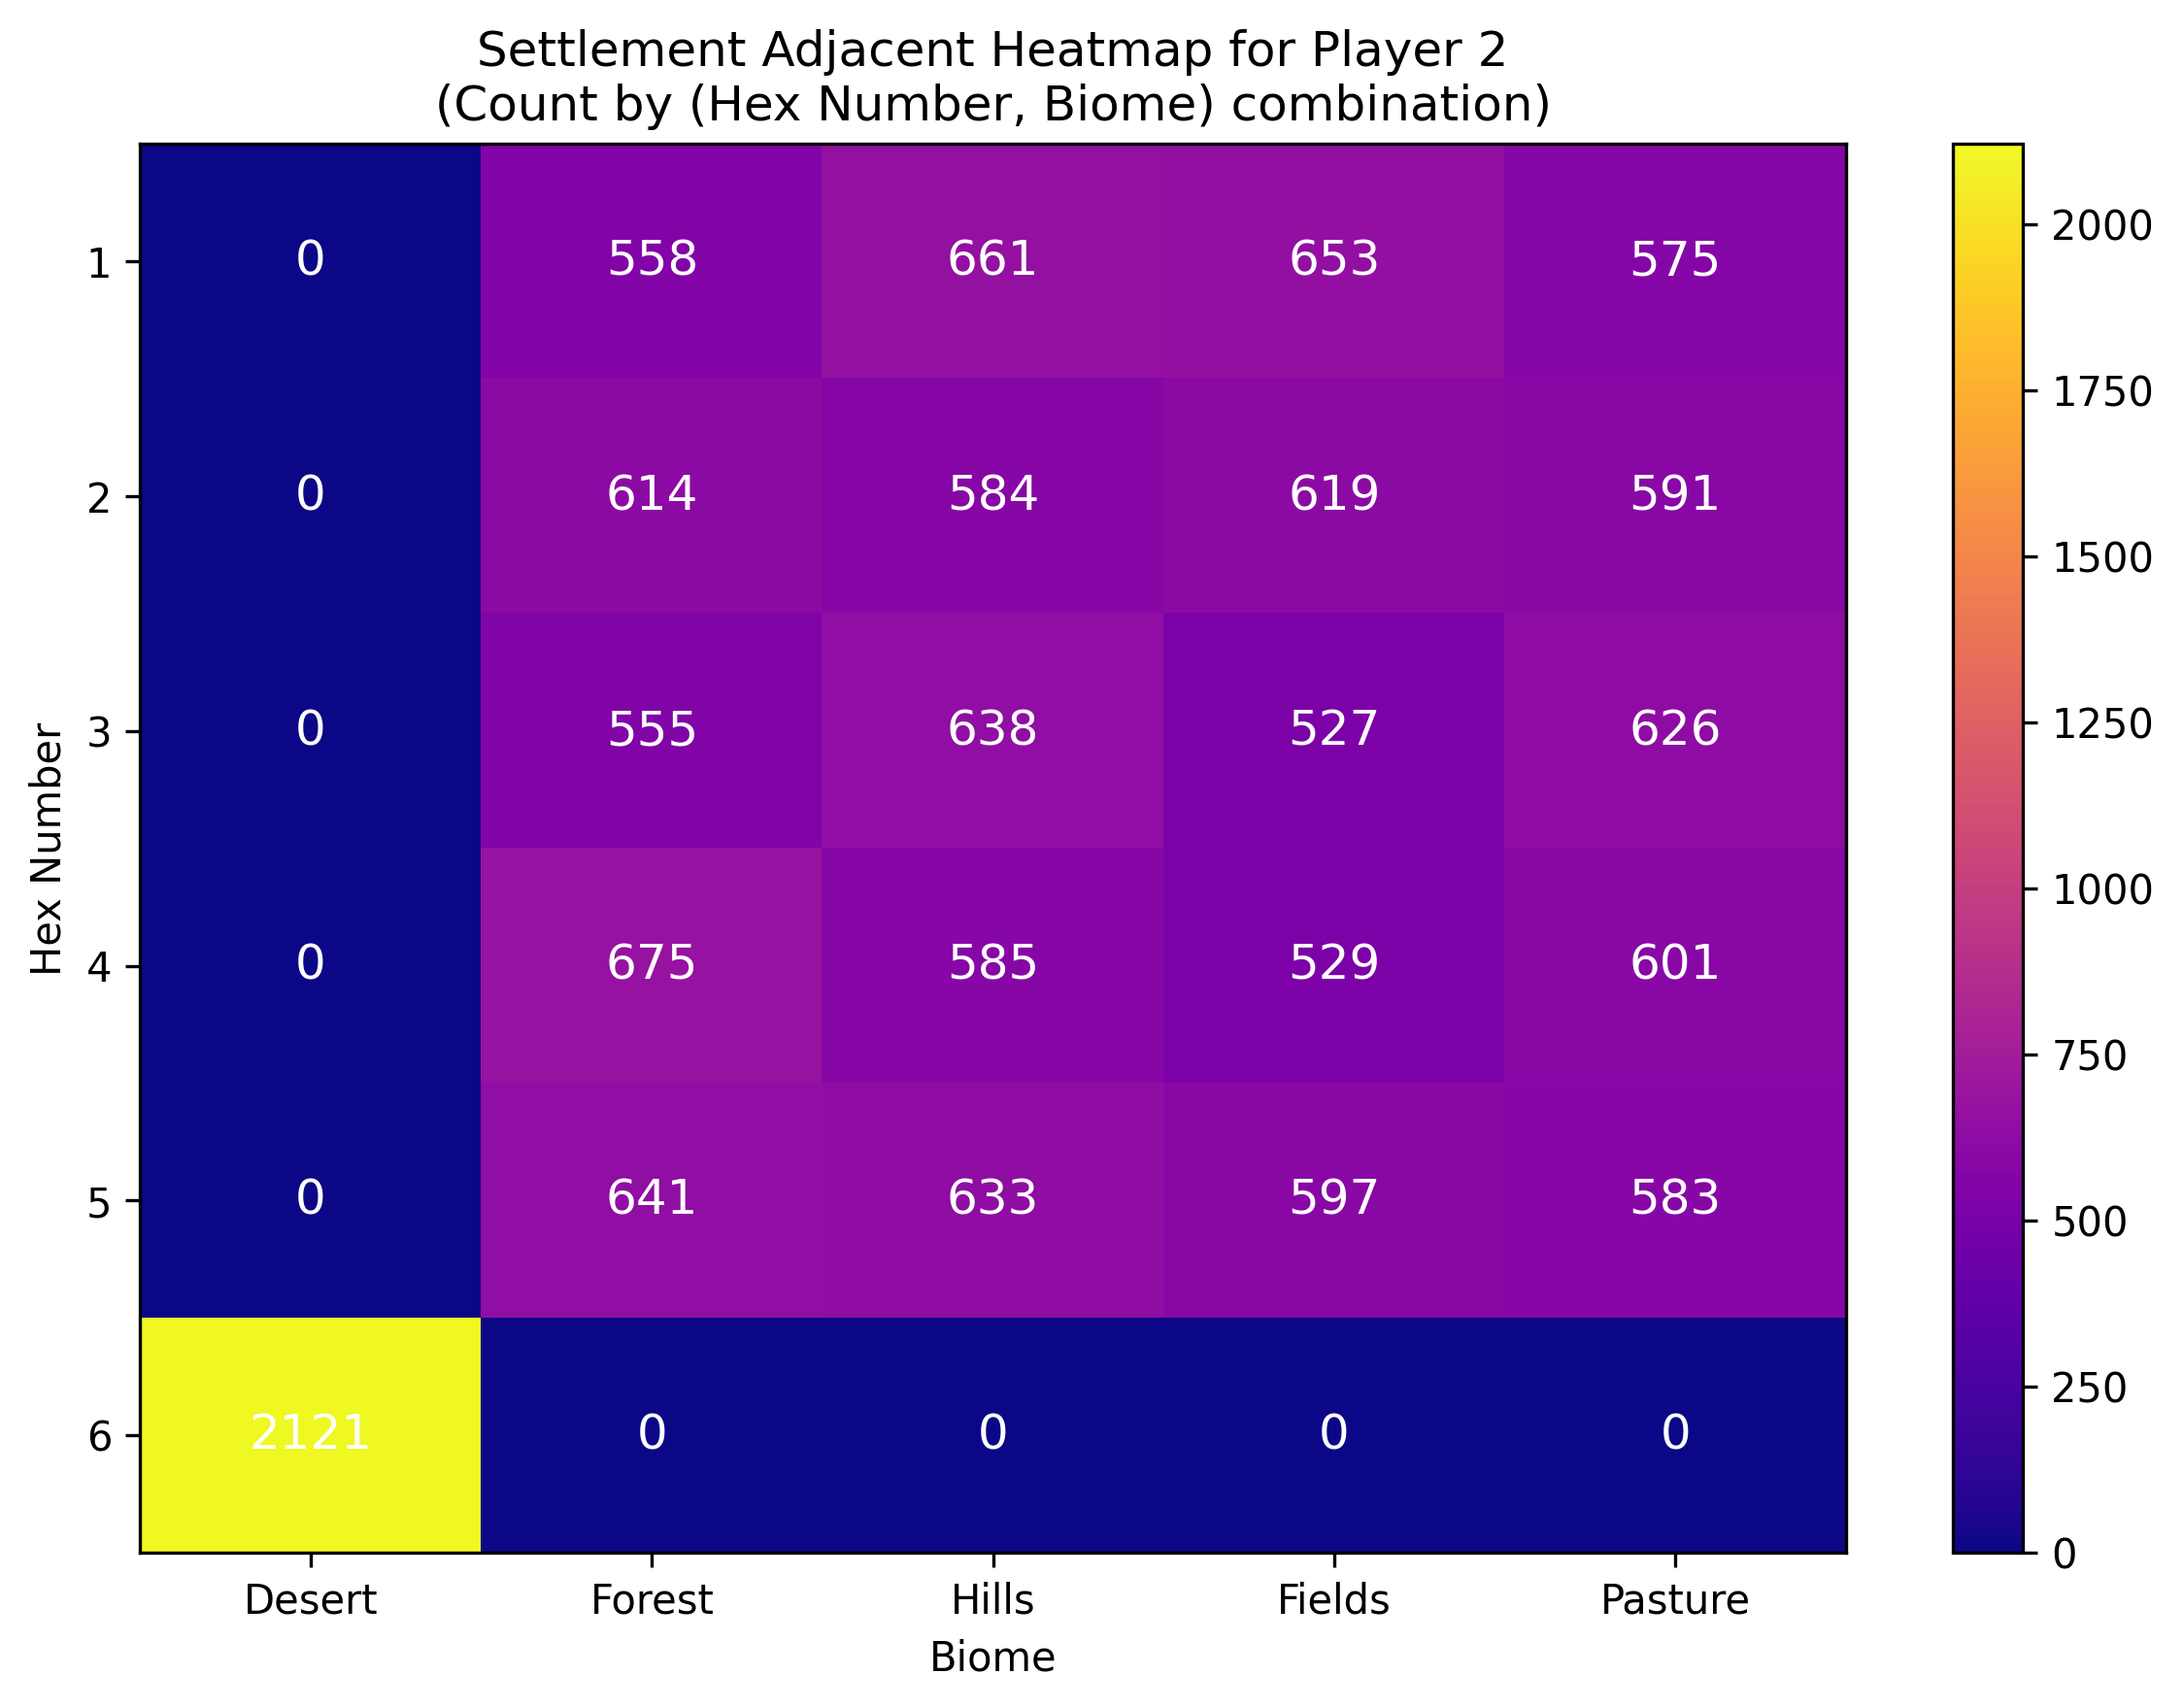 Settlement Adjacent Heatmap for Player 2
(Count by (Hex Number, Biome) combination)
Hex Number
1 0 558 661 653 575
2 0 614 584 619 591
3 0 555 638 527 626
4 0 675 585 529 601
5 0 641 633 597 583
6 2121 0 0 0 0
Desert Forest Hills Fields Pasture
Biome
2000
1750
1500
1250
1000
750
500
250
0